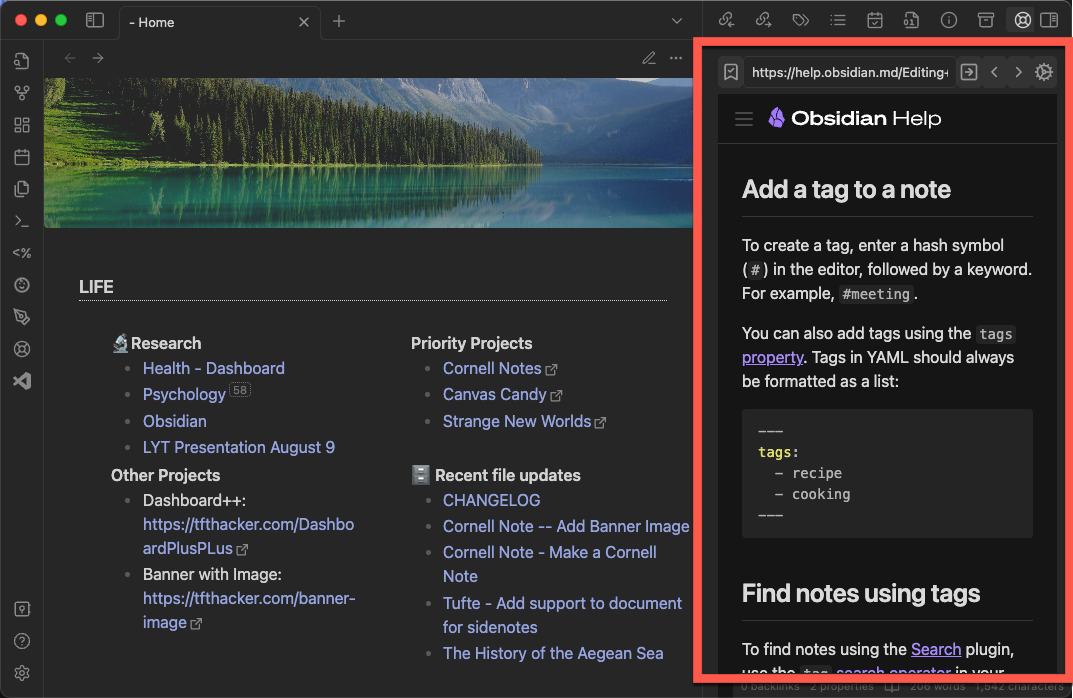 - Home
https://help.obsidian.md/Editing+
Obsidian Help
LIFE
Research
Health - Dashboard
Psychology 58
Obsidian
LYT Presentation August 9
Other Projects
Dashboard++:
https://tfthacker.com/Dashbo
ardPlusPLus
Banner with Image:
https://tfthacker.com/banner-
image
Priority Projects
Cornell Notes
Canvas Candy
Strange New Worlds
Recent file updates
CHANGELOG
Cornell Note -- Add Banner Image
Cornell Note - Make a Cornell
Note
Tufte - Add support to document
for sidenotes
The History of the Aegean Sea
Add a tag to a note
To create a tag, enter a hash symbol
(#) in the editor, followed by a keyword.
For example, #meeting.
You can also add tags using the tags
property. Tags in YAML should always
be formatted as a list:
---
tags:
- recipe
- cooking
---
Find notes using tags
To find notes using the Search plugin,
use the tag search operator in your
0 backlinks 2 properties 206 words 1,542 characters